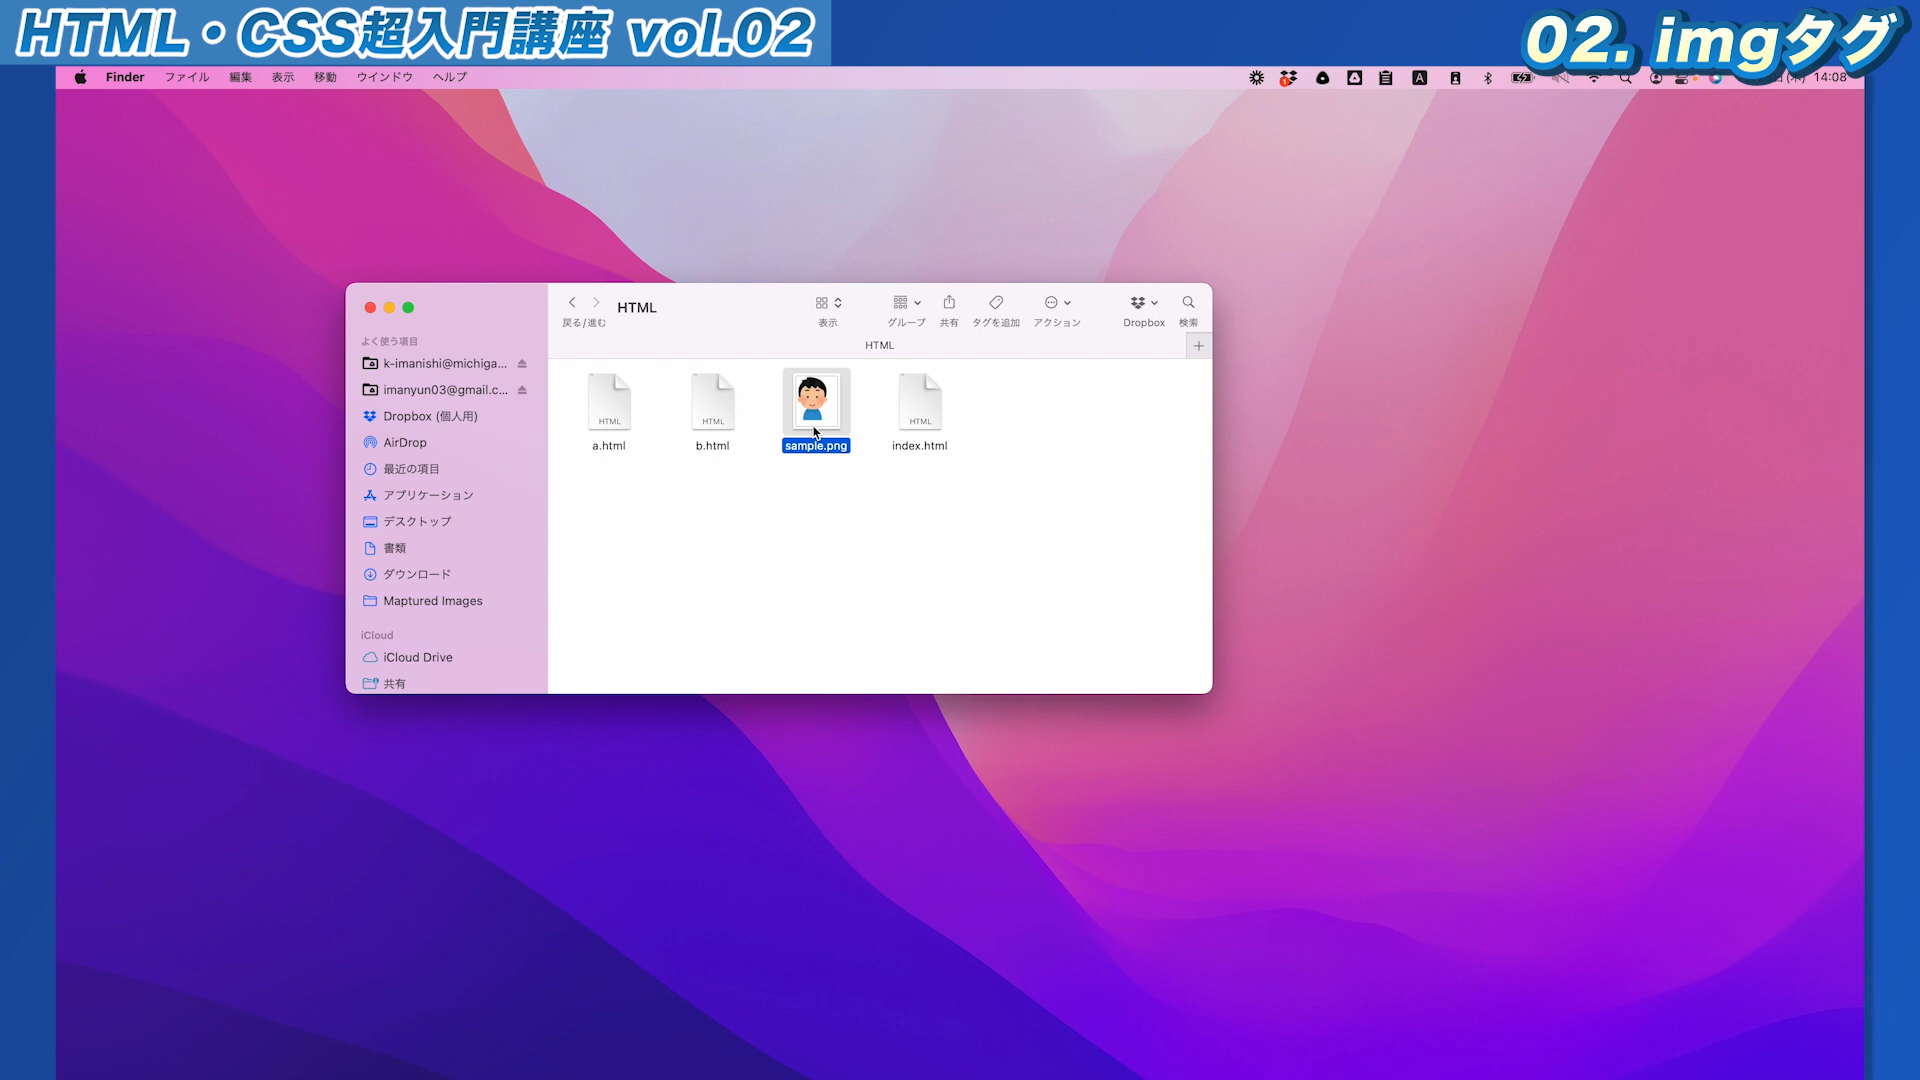 HTML・CSS超入門講座 vol.02
02. imgタグ
Finder ファイル 編集 表示 移動 ウインドウ ヘルプ
14:08
HTML
戻る/進む 表示 グループ 共有 タグを追加 アクション Dropbox 検索
HTML
よく使う項目
k-imanishi@michiga...
imanyun03@gmail.c...
Dropbox (個人用)
AirDrop
最近の項目
アプリケーション
デスクトップ
書類
ダウンロード
Maptured Images
iCloud
iCloud Drive
共有
HTML HTML HTML
a.html b.html sample.png index.html